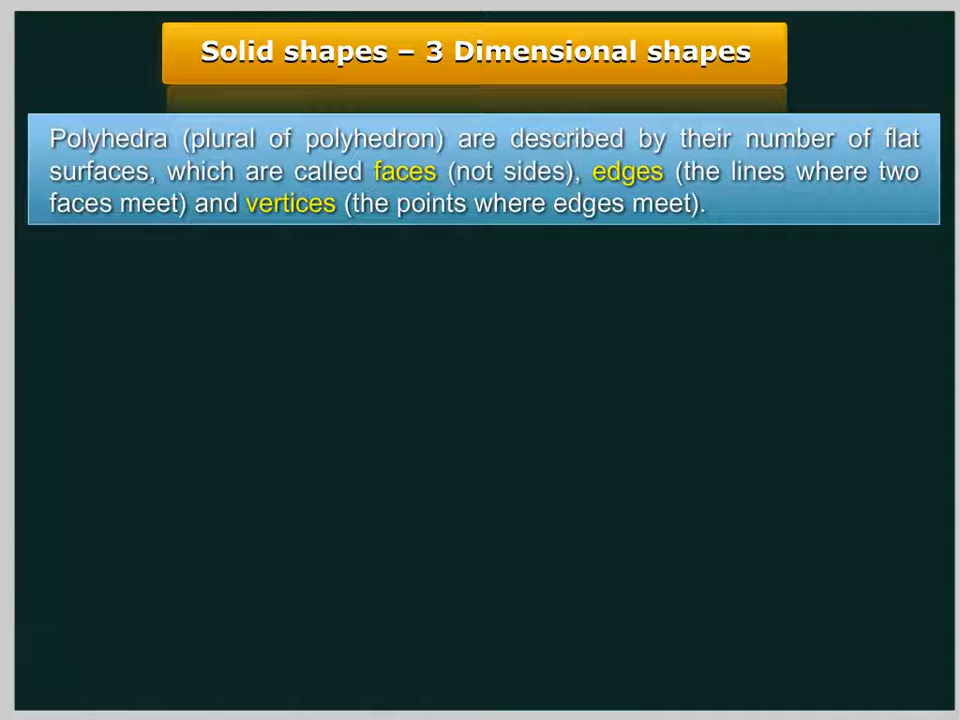 Solid shapes – 3 Dimensional shapes
Polyhedra (plural of polyhedron) are described by their number of flat
surfaces, which are called faces (not sides), edges (the lines where two
faces meet) and vertices (the points where edges meet).